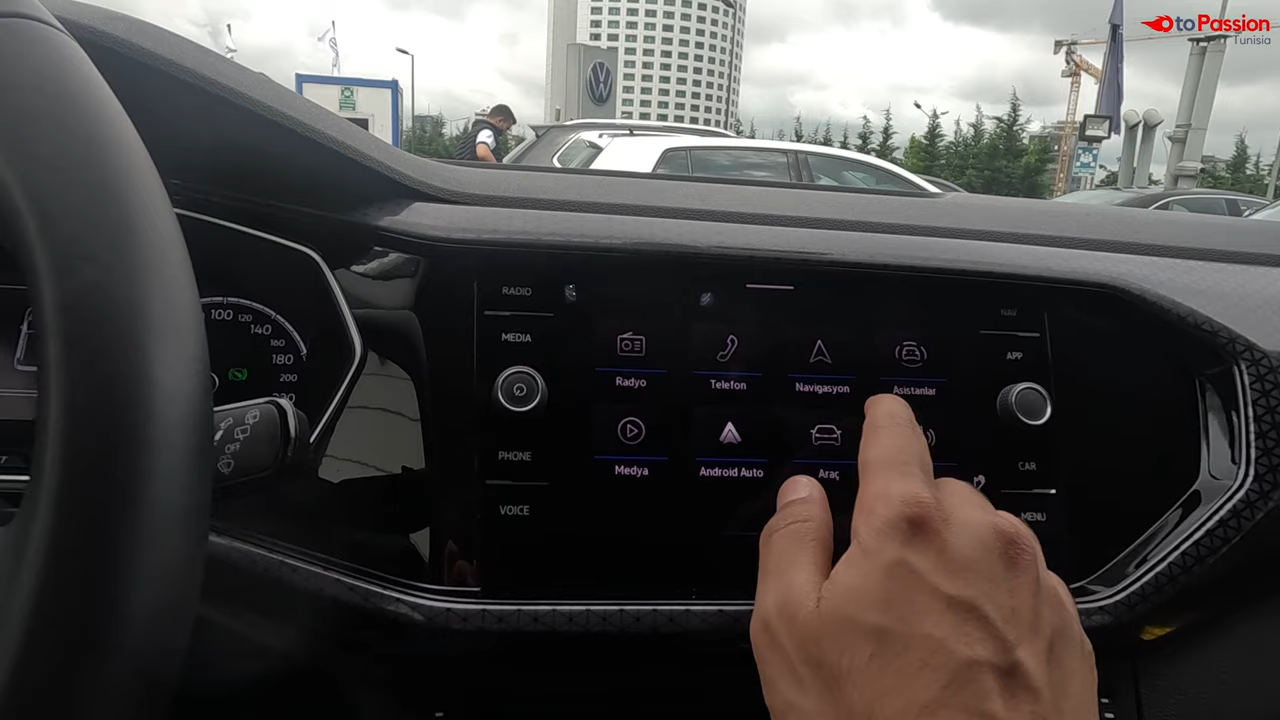 toPassion
Tunisia
RADIO
MEDIA
PHONE
VOICE
Radyo
Telefon
Navigasyon
Asistanlar
Medya
Android Auto
Araç
NAV
APP
CAR
MENU
100
120
140
160
180
200
OFF